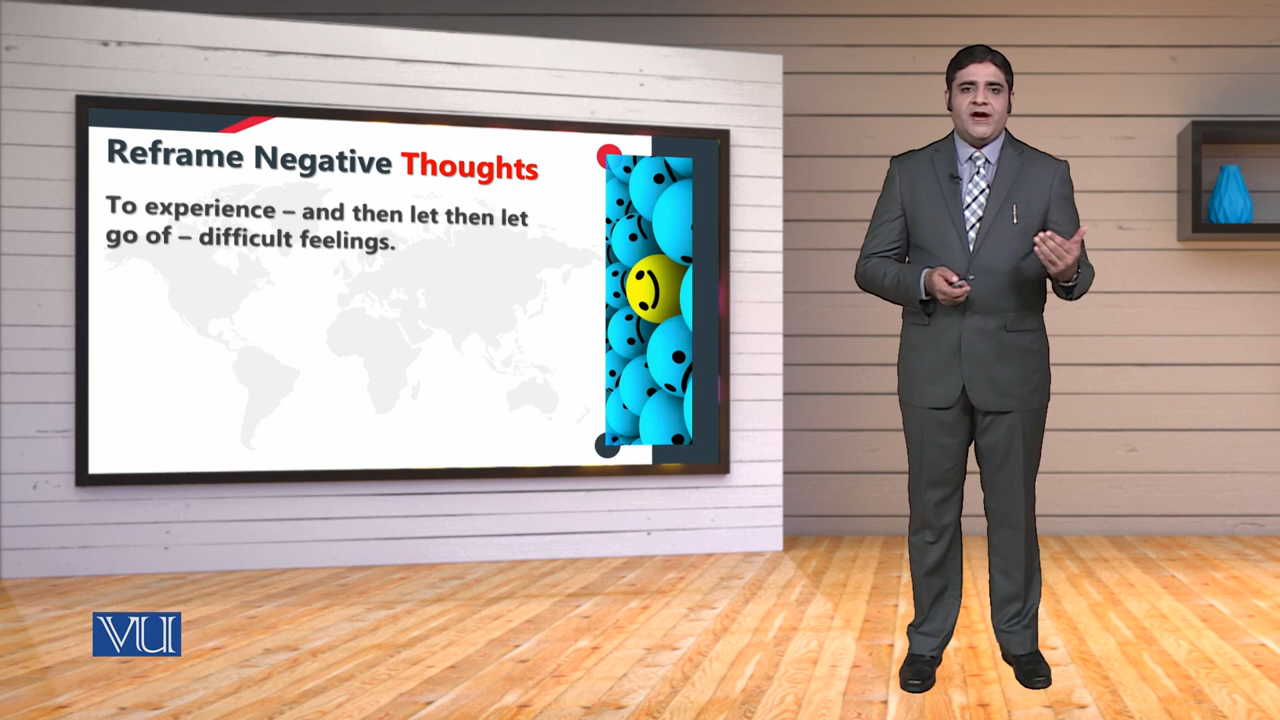 Reframe Negative Thoughts
To experience – and then let then let
go of – difficult feelings.
VU